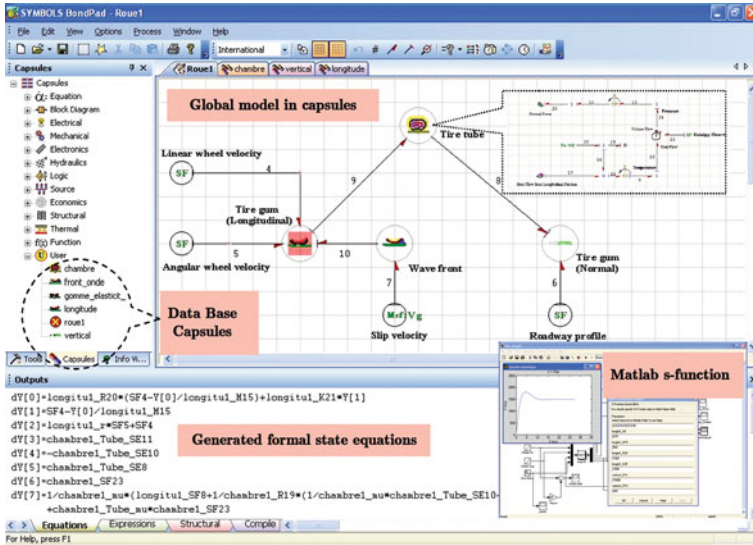 SYMBOLS BondPad - Roue1
File Edit View Options Process Window Help
International
Capsules
Roue1 chambre vertical longitude
Capsules
Equation
Block Diagram
Electrical
Mechanical
Electronics
Hydraulics
Logic
Source
Economics
Structural
Thermal
f(x) Function
User
chambre
front_onde
gomme_elasticit_
longitude
roue1
vertical
Data Base
Capsules
Tools Capsules Info W...
Global model in capsules
Tire tube
Linear wheel velocity
SF
4
9
8
Tire gum
(Longitudinal)
SF
5
10
Angular wheel velocity
Wave front
Tire gum
(Normal)
7
6
Msf:Vg
SF
Slip velocity
Roadway profile
Outputs
dY[0]=longitu1_R20*(SF4-Y[0]/longitu1_M15)+longitu1_K21*Y[1]
dY[1]=SF4-Y[0]/longitu1_M15
dY[2]=longitu1_r*SF5+SF4
dY[3]=chambre1_Tube_SE11
dY[4]=-chambre1_Tube_SE10
dY[5]=chambre1_Tube_SE8
dY[6]=chambre1_SF23
dY[7]=1/chambre1_mu*(longitu1_SF8+1/chambre1_R19*(1/chambre1_mu*chambre1_Tube_SE10-
+chambre1_Tube_mu*chambre1_SF23
Generated formal state equations
Matlab s-function
Equations Expressions Structural Compile
For Help, press F1